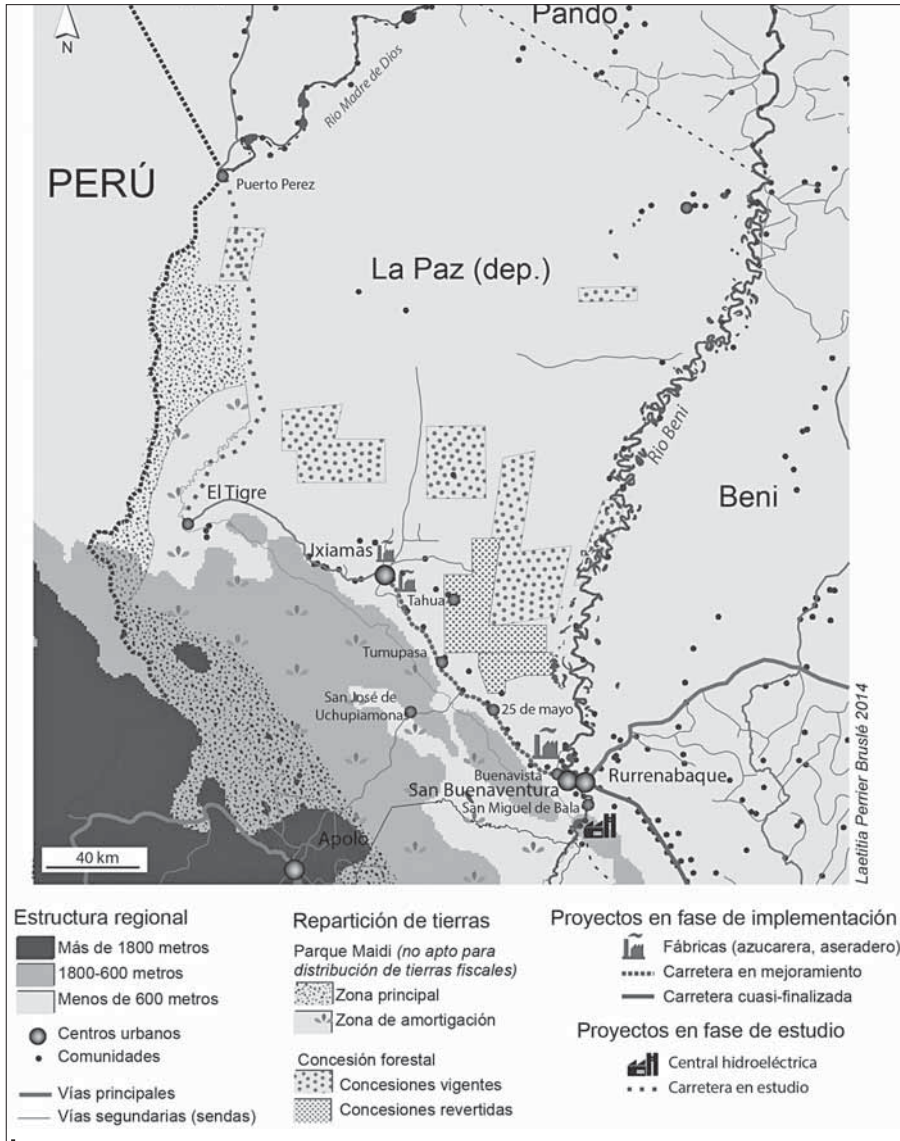 Pando
N
Río Madre de Dios
PERÚ
Puerto Perez
La Paz (dep.)
Río Beni
Beni
El Tigre
Ixiamas
Tahua
Tumupasa
San José de
Uchupiamonas
25 de mayo
Buenavista
San Buenaventura
Rurrenabaque
San Miguel de Bala
Apolo
40 km
Laetitia Perrier Bruslé 2014
Estructura regional
Más de 1800 metros
1800-600 metros
Menos de 600 metros
Centros urbanos
Comunidades
Vías principales
Vías segundarias (sendas)
Repartición de tierras
Parque Maidi (no apto para
distribución de tierras fiscales)
Zona principal
Zona de amortigación
Concesión forestal
Concesiones vigentes
Concesiones revertidas
Proyectos en fase de implementación
Fábricas (azucarera, aseradero)
Carretera en mejoramiento
Carretera cuasi-finalizada
Proyectos en fase de estudio
Central hidroeléctrica
Carretera en estudio